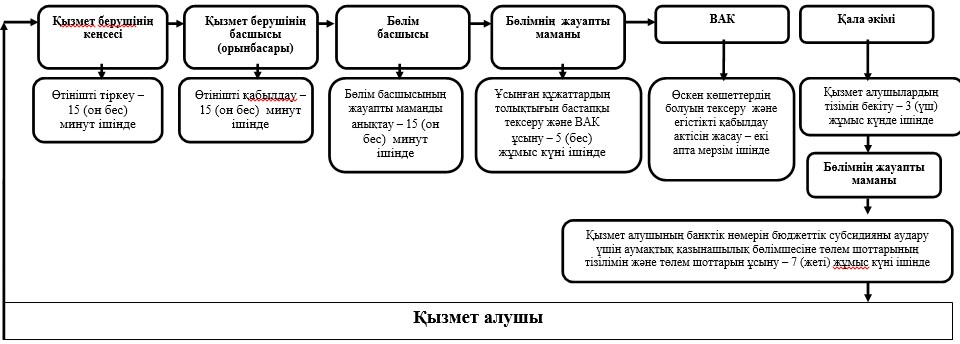 Қызмет берушінің
кенсесі
Қызмет берушінің
басшысы
(орынбасары)
Бөлім
басшысы
Бөлімнің жауапты
маманы
ВАК
Қала әкімі
Өтінішті тіркеу –
15 (он бес)
минут ішінде
Өтінішті қабылдау –
15 (он бес) минут
ішінде
Бөлім басшысының
жауапты маманды
анықтау – 15 (он
бес) минут
ішінде
Ұсынған құжаттардың
толықтығын бастапқы
тексеру және ВАК
ұсыну – 5 (бес)
жұмыс күні ішінде
Өскен көшеттердің
болуын тексеру және
егістікті қабылдау
актісін жасау – екі
апта мерзім ішінде
Қызмет алушылардың
тізімін бекіту – 3 (үш)
жұмыс күнде ішінде
Бөлімнің жауапты
маманы
Қызмет алушының банктік нөмерін бюджеттік субсидияны аудару
үшін аумақтық қазынашылық бөлімшесіне төлем шоттарының
тізілімін және төлем шоттарын ұсыну – 7 (жеті) жұмыс күні ішінде
Қызмет алушы